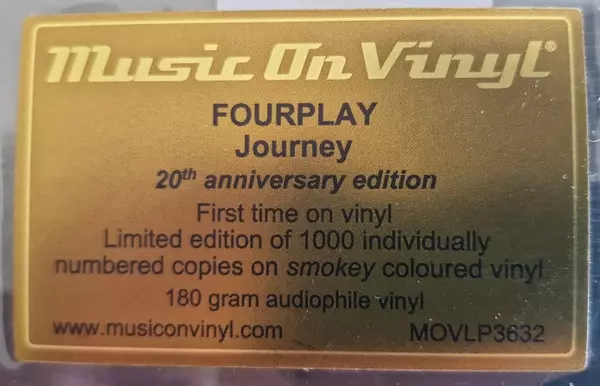 Music On Vinyl®
FOURPLAY
Journey
20th anniversary edition
First time on vinyl
Limited edition of 1000 individually
numbered copies on smokey coloured vinyl
180 gram audiophile vinyl
www.musiconvinyl.com MOVLP3632